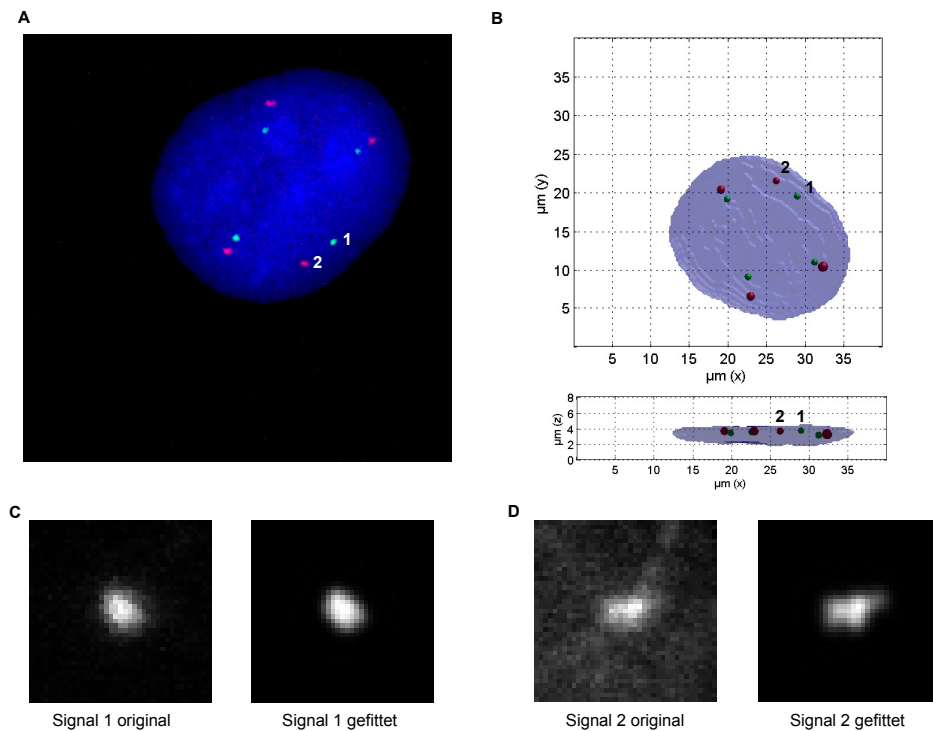 A
1
2
B
35
30
25
20
15
10
5
µm (y)
2
1
5 10 15 20 25 30 35
µm (x)
8
6
4
2
0
µm (z)
2 1
5 10 15 20 25 30 35
µm (x)
C
Signal 1 original
Signal 1 gefittet
D
Signal 2 original
Signal 2 gefittet